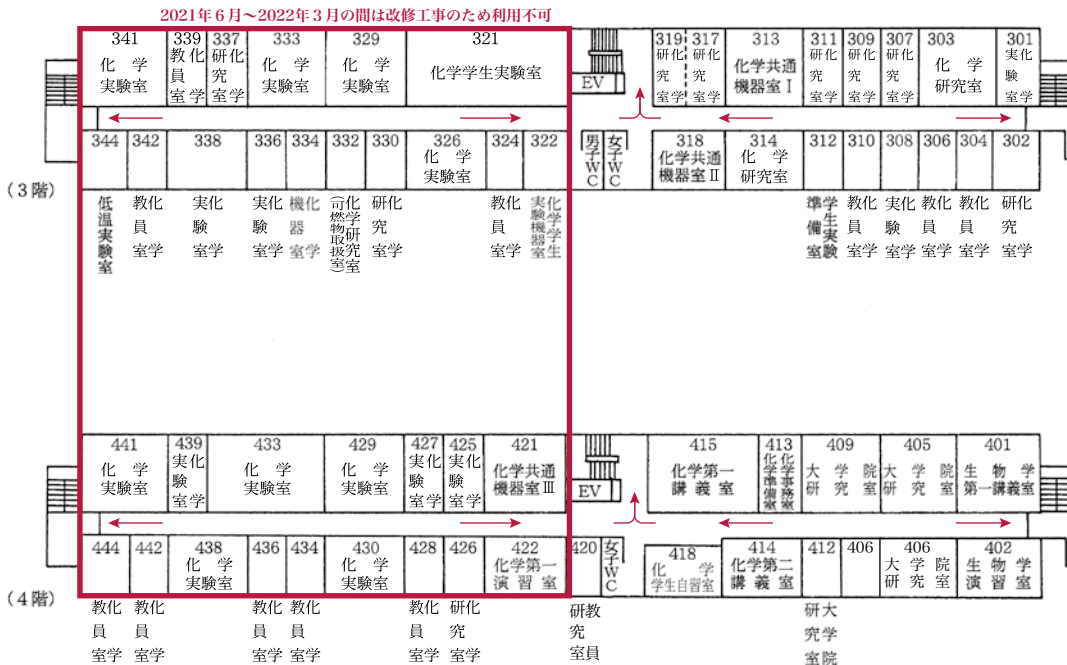 2021年6月～2022年3月の間は改修工事のため利用不可
341 化学実験室
339 化学教員室
337 化学研究室
333 化学実験室
329 化学実験室
321 化学学生実験室
EV
319 化学研究室
317 化学研究室
313 化学共通機器室Ⅰ
311 化学研究室
309 化学研究室
307 化学研究室
303 化学研究室
301 化学実験室
(3階)
344 低温実験室
342 化学教員室
338 化学実験室
336 化学実験室
334 化学機器室
332 化学研究室(可燃物取扱室)
330 化学研究室
326 化学実験室
324 化学教員室
322 化学学生実験機器室
男子WC
女子WC
318 化学共通機器室Ⅱ
314 化学研究室
312 学生実験準備室
310 化学教員室
308 化学実験室
306 化学教員室
304 化学教員室
302 化学研究室
441 化学実験室
439 化学実験室
433 化学実験室
429 化学実験室
427 化学実験室
425 化学実験室
421 化学共通機器室Ⅲ
EV
415 化学第一講義室
413 化学事務室 化学準備室
409 大学院研究室
405 大学院研究室
401 生物学第一講義室
(4階)
444 化学教員室
442 化学教員室
438 化学実験室
436 化学教員室
434 化学教員室
430 化学実験室
428 化学教員室
426 化学研究室
422 化学第一演習室
420 教員研究室
女子WC
418 化学学生自習室
414 化学第二講義室
412 大学院研究室
406
406 大学院研究室
402 生物学演習室